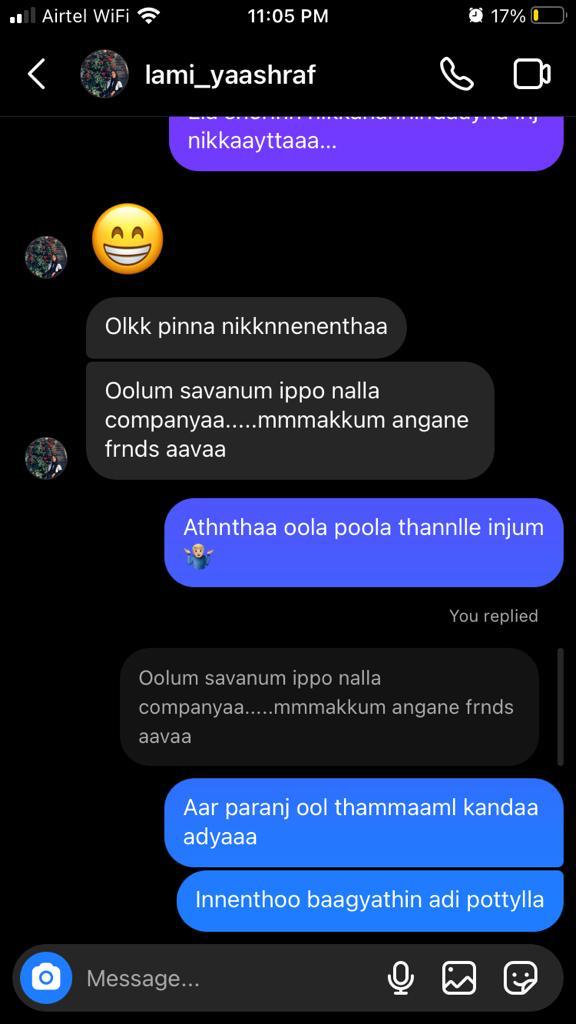 Airtel WiFi 11:05 PM 17%
lami_yaashraf
nikkaayttaaa...
Olkk pinna nikknnenenthaa
Oolum savanum ippo nalla
companyaa.....mmmakkum angane
frnds aavaa
Athnthaa oola poola thannlle injum
🤷🏼‍♂️
You replied
Oolum savanum ippo nalla
companyaa.....mmmakkum angane frnds
aavaa
Aar paranj ool thammaaml kandaa
adyaaa
Innenthoo baagyathin adi pottylla
Message...